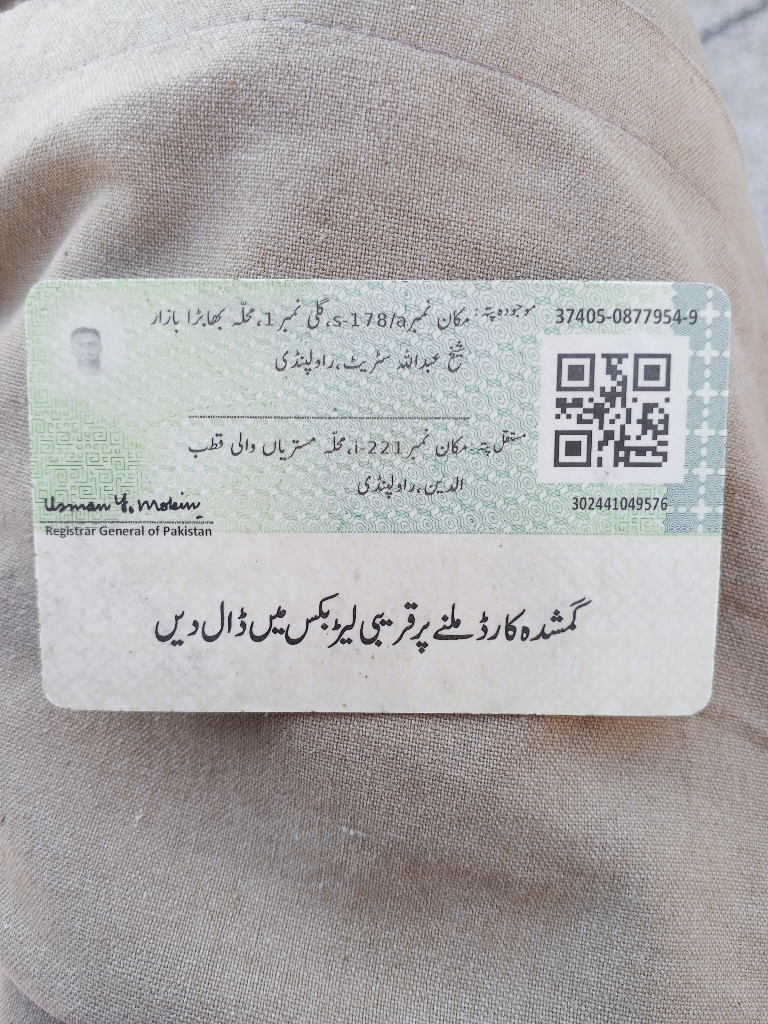 موجودہ پتہ: مکان نمبر s-178/a، گلی نمبر 1، محلّہ بھابڑا بازار
شیخ عبداللہ سٹریٹ، راولپنڈی
37405-0877954-9
مستقل پتہ: مکان نمبر I-221، محلّہ مستریاں والی قطب
الدین، راولپنڈی
302441049576
Usman Y. Mobin
Registrar General of Pakistan
گمشدہ کارڈ ملنے پر قریبی لیٹر بکس میں ڈال دیں